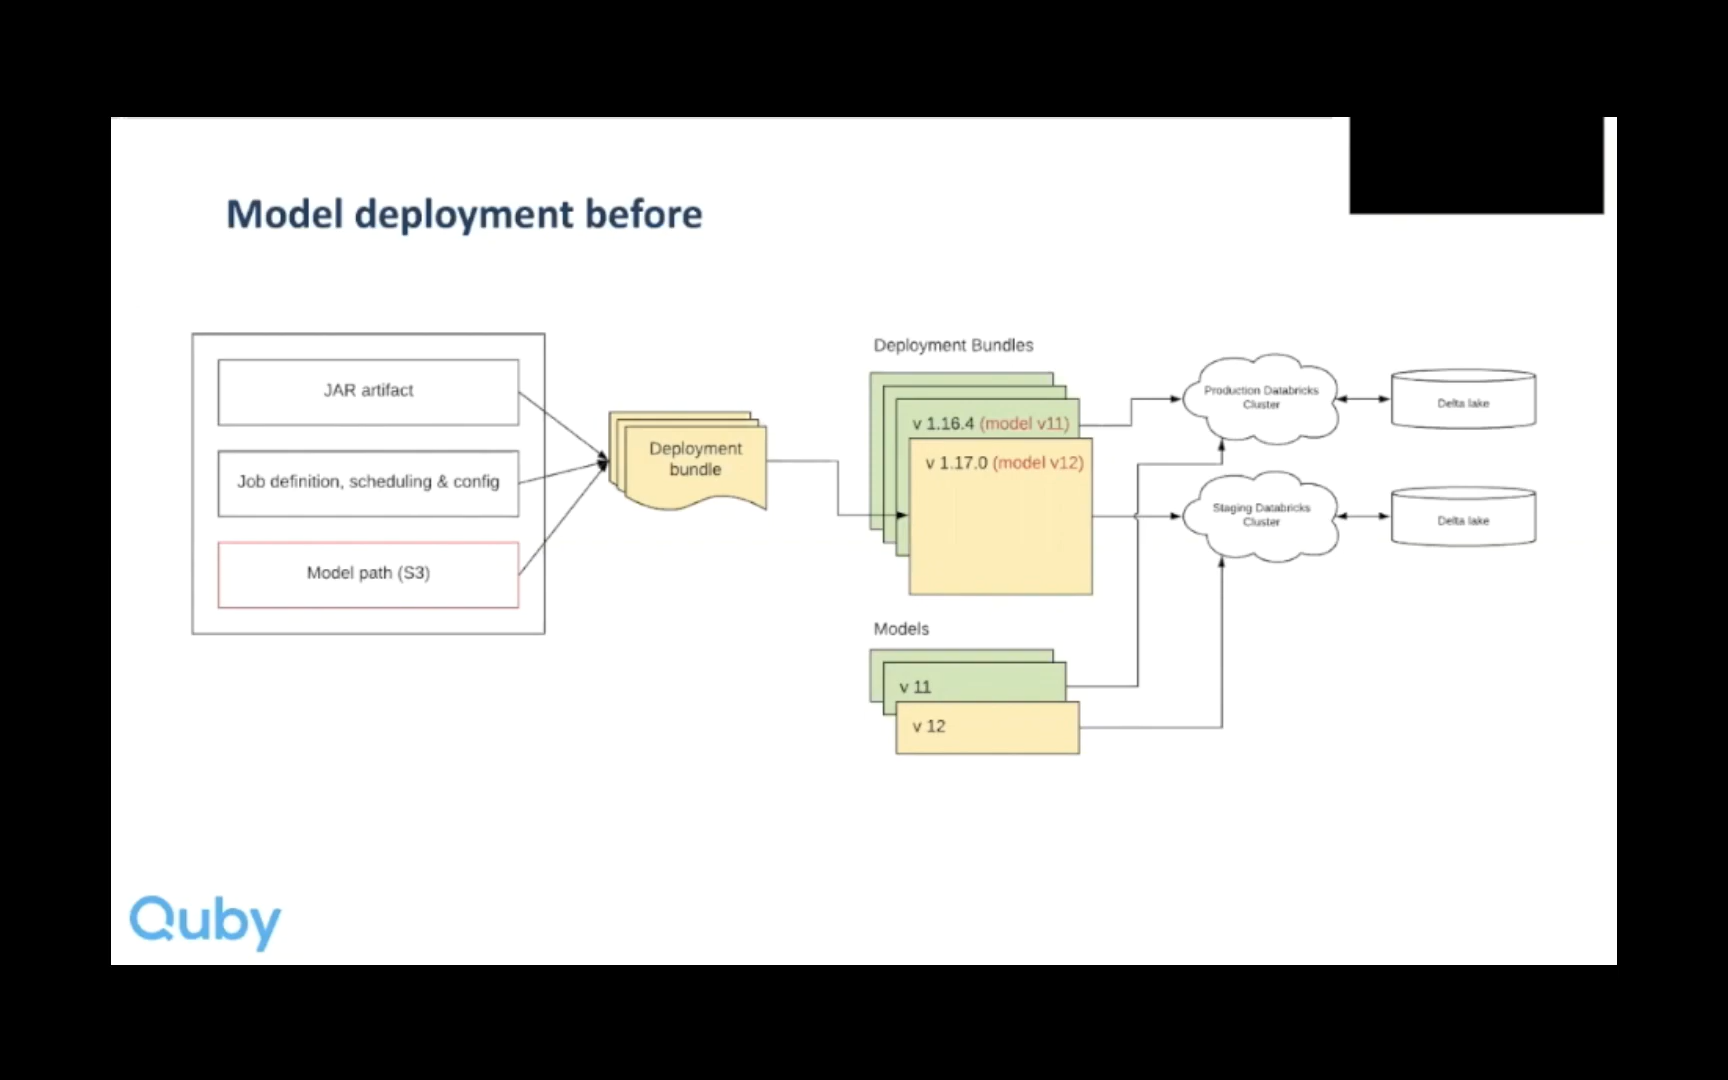 Model deployment before
JAR artifact
Job definition, scheduling & config
Model path (S3)
Deployment
bundle
Deployment Bundles
v 1.16.4 (model v11)
v 1.17.0 (model v12)
Models
v 11
v 12
Production Databricks
Cluster
Delta lake
Staging Databricks
Cluster
Delta lake
Quby